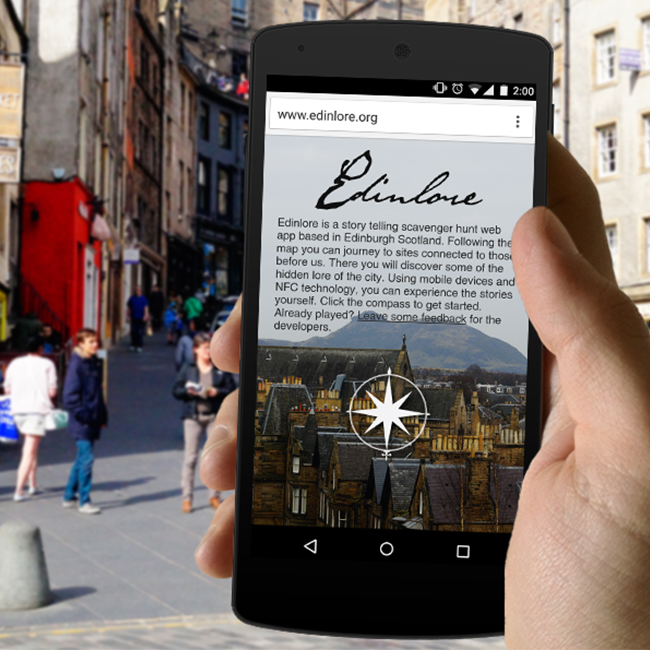 2:00
www.edinlore.org
Edinlore
Edinlore is a story telling scavenger hunt web
app based in Edinburgh Scotland. Following the
map you can journey to sites connected to those
before us. There you will discover some of the
hidden lore of the city. Using mobile devices and
NFC technology, you can experience the stories
yourself. Click the compass to get started.
Already played? Leave some feedback for the
developers.